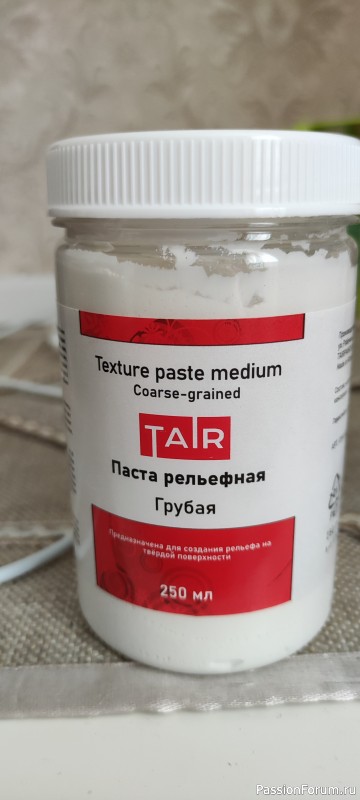 Texture paste medium
Coarse-grained
TAIR
Паста рельефная
Грубая
Предназначена для создания рельефа на
твёрдой поверхности
250 мл
PassionForum.ru